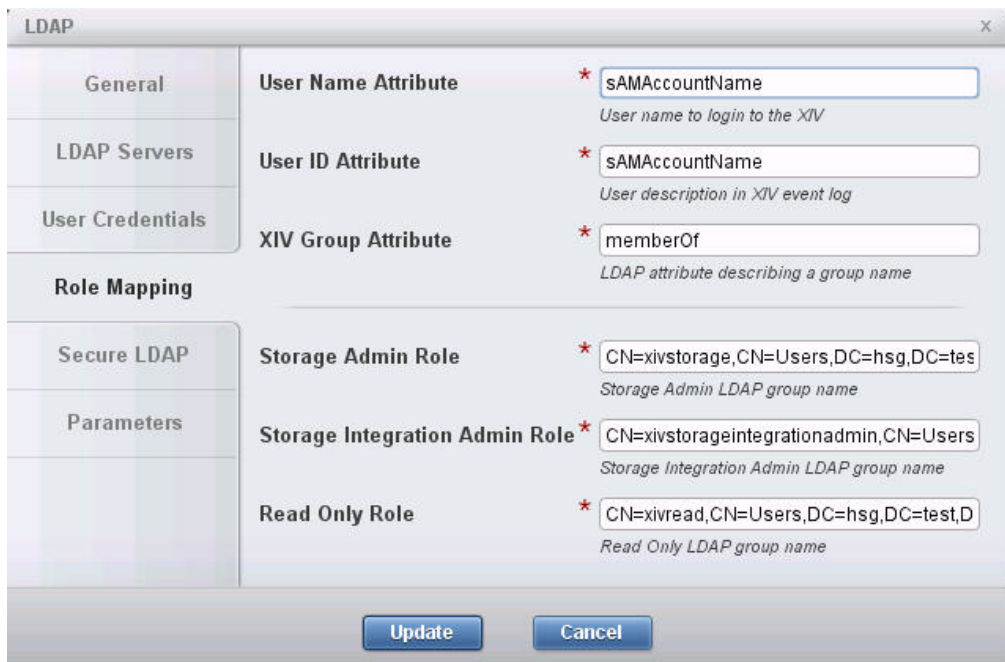 LDAP x
General
LDAP Servers
User Credentials
Role Mapping
Secure LDAP
Parameters
User Name Attribute * sAMAccountName
User name to login to the XIV
User ID Attribute * sAMAccountName
User description in XIV event log
XIV Group Attribute * memberOf
LDAP attribute describing a group name
Storage Admin Role * CN=xivstorage,CN=Users,DC=hsg,DC=tes
Storage Admin LDAP group name
Storage Integration Admin Role * CN=xivstorageintegrationadmin,CN=Users
Storage Integration Admin LDAP group name
Read Only Role * CN=xivread,CN=Users,DC=hsg,DC=test,D
Read Only LDAP group name
Update Cancel